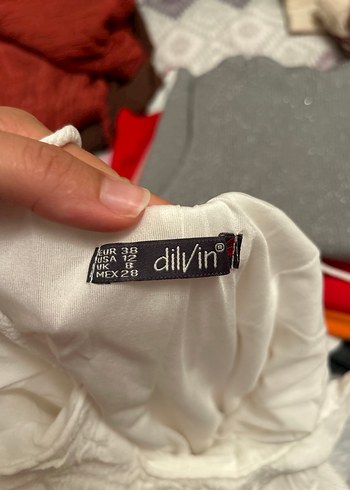 EUR 38
USA 12
UK 8
MEX 28
dilvin®